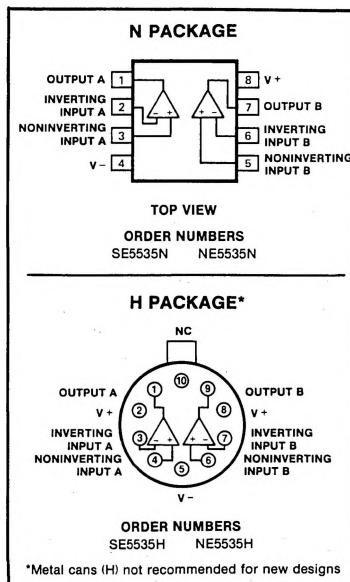 N PACKAGE
OUTPUT A 1 8 V+
INVERTING INPUT A 2 7 OUTPUT B
NONINVERTING INPUT A 3 6 INVERTING INPUT B
V- 4 5 NONINVERTING INPUT B
- + + -
TOP VIEW
ORDER NUMBERS
SE5535N NE5535N
H PACKAGE*
NC
10
OUTPUT A 1 9 OUTPUT B
V+ 2 8 V+
INVERTING INPUT A 3 - + + - 7 INVERTING INPUT B
NONINVERTING INPUT A 4 6 NONINVERTING INPUT B
5
V-
ORDER NUMBERS
SE5535H NE5535H
*Metal cans (H) not recommended for new designs